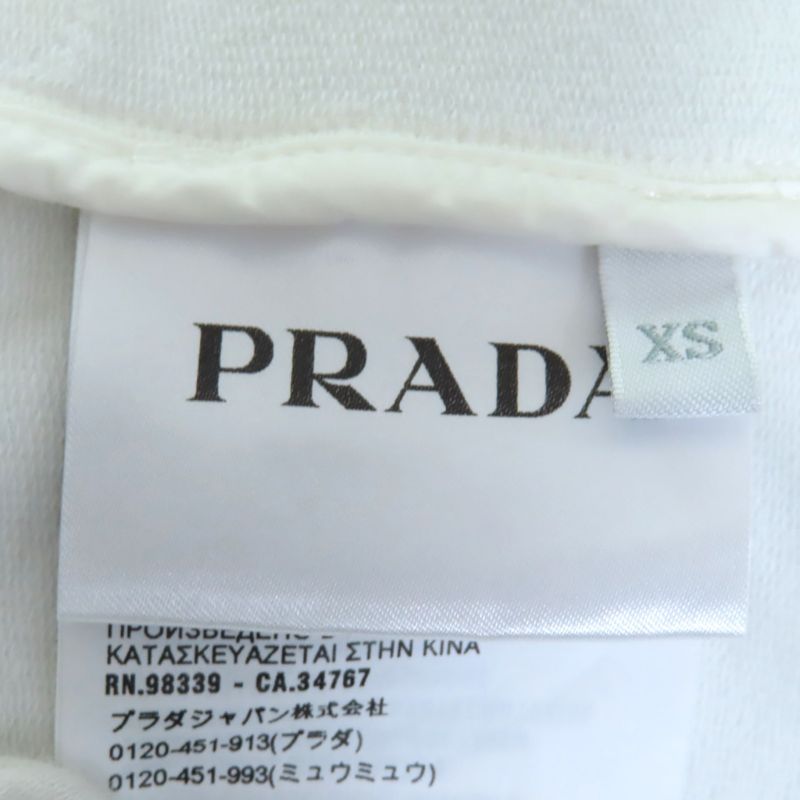 PRADA
XS
ΚΑΤΑΣΚΕΥΑΖΕΤΑΙ ΣΤΗΝ ΚΙΝΑ
RN.98339 - CA.34767
プラダジャパン株式会社
0120-451-913(プラダ)
0120-451-993(ミュウミュウ)